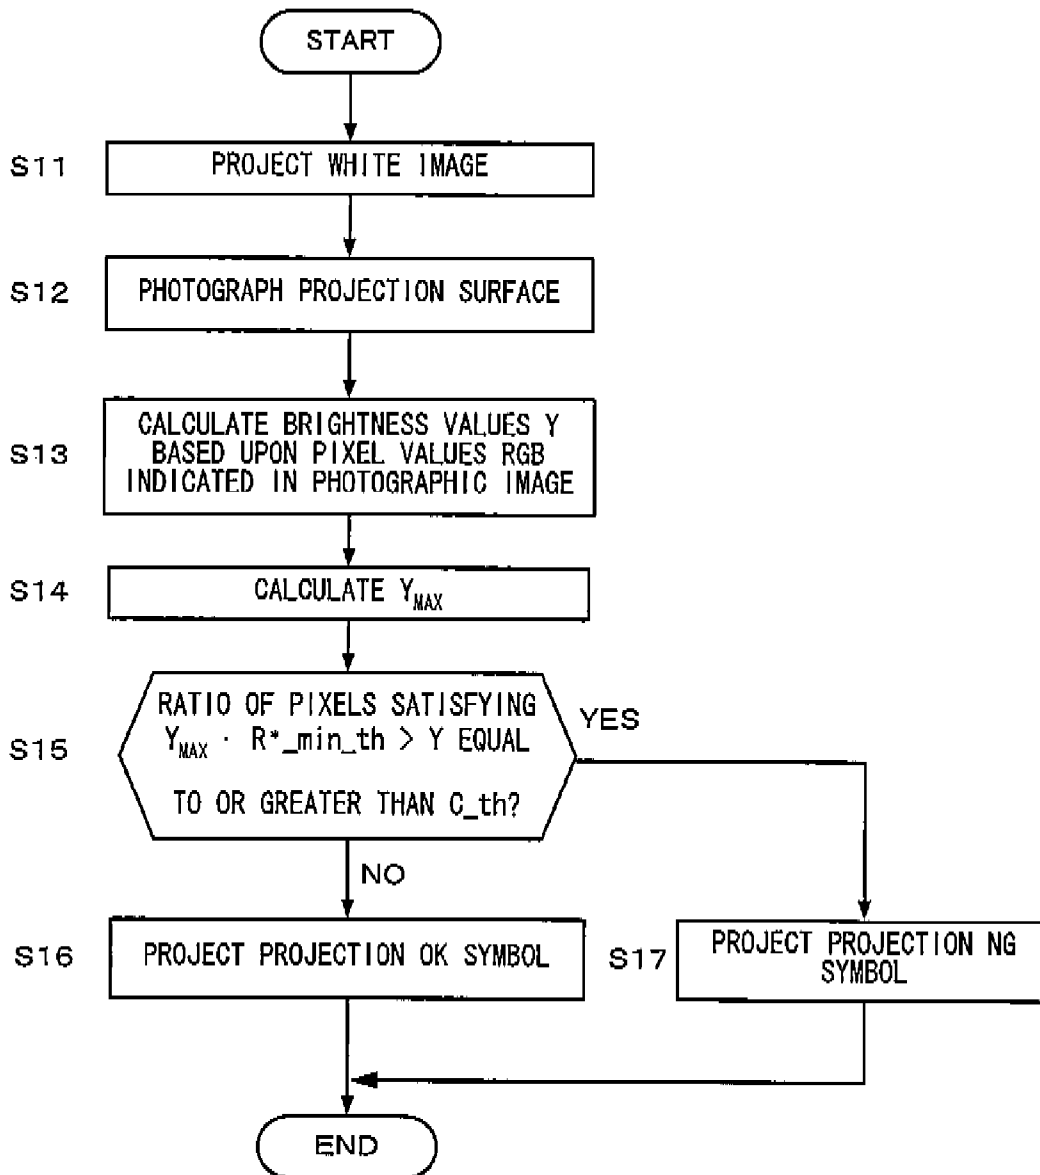 START
S11
PROJECT WHITE IMAGE
S12
PHOTOGRAPH PROJECTION SURFACE
S13
CALCULATE BRIGHTNESS VALUES Y
BASED UPON PIXEL VALUES RGB
INDICATED IN PHOTOGRAPHIC IMAGE
S14
CALCULATE Y_MAX
S15
RATIO OF PIXELS SATISFYING
Y_MAX · R*_min_th > Y EQUAL
TO OR GREATER THAN C_th?
YES
NO
S16
PROJECT PROJECTION OK SYMBOL
S17
PROJECT PROJECTION NG
SYMBOL
END